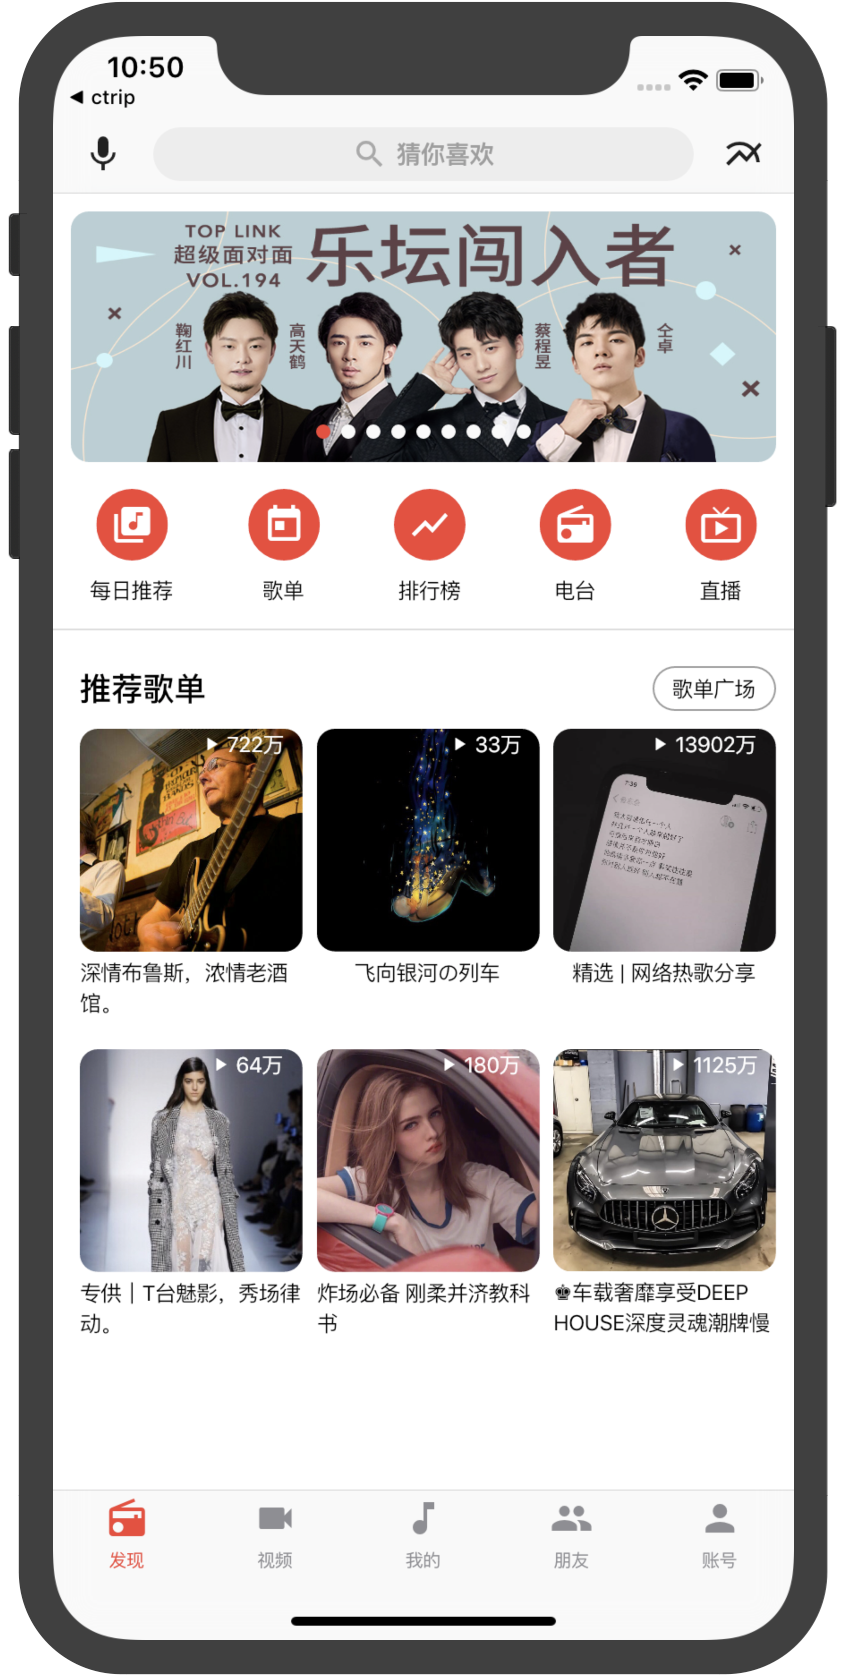 10:50
◀ ctrip
猜你喜欢
TOP LINK
超级面对面
VOL.194
乐坛闯入者
鞠红川
高天鹤
蔡程昱
仝卓
每日推荐
歌单
排行榜
电台
直播
推荐歌单
歌单广场
722万
33万
13902万
7:36
深情布鲁斯，浓情老酒
馆。
飞向银河の列车
精选 | 网络热歌分享
64万
180万
1125万
专供｜T台魅影，秀场律
动。
炸场必备 刚柔并济教科
书
♚车载奢靡享受DEEP
HOUSE深度灵魂潮牌慢
发现
视频
我的
朋友
账号